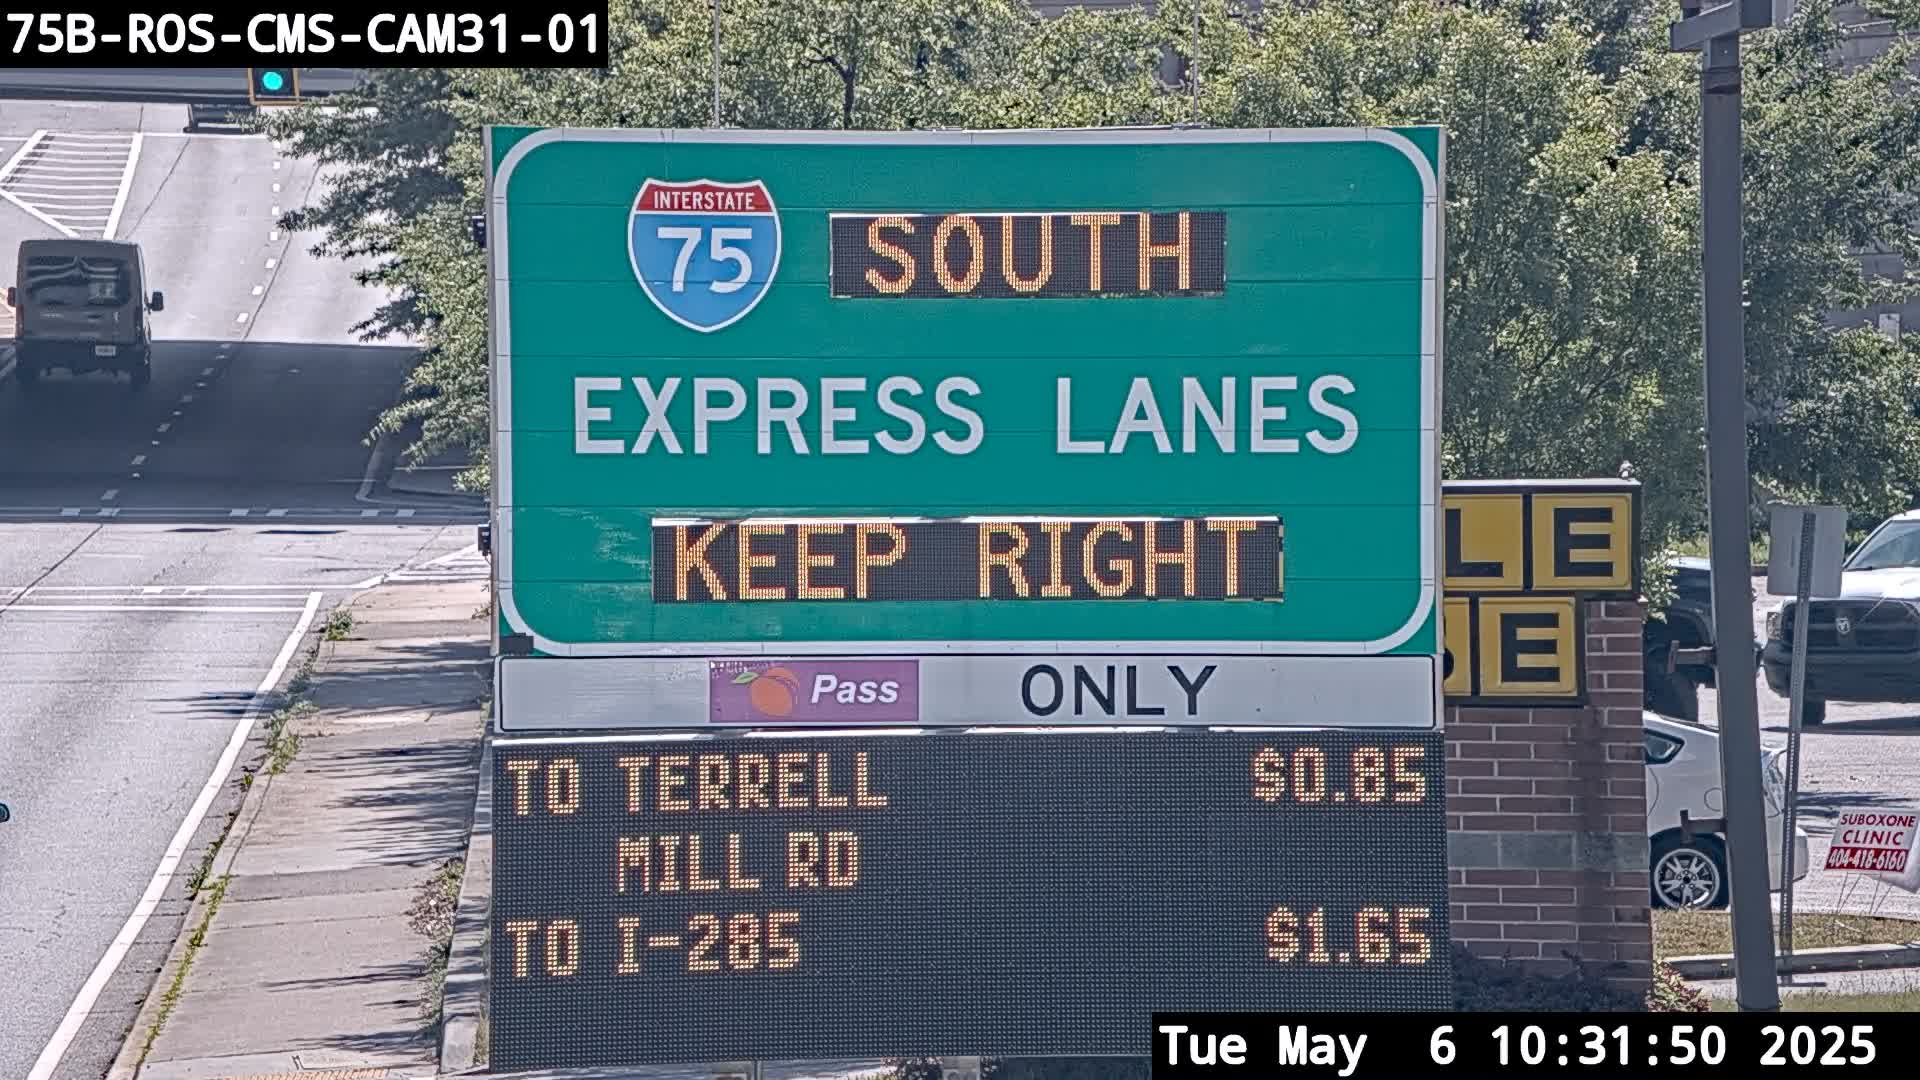 75B-ROS-CMS-CAM31-01
INTERSTATE
75
SOUTH
EXPRESS LANES
KEEP RIGHT
Pass ONLY
TO TERRELL $0.85
MILL RD
TO I-285 $1.65
LE
E
SUBOXONE
CLINIC
404-418-6160
Tue May 6 10:31:50 2025